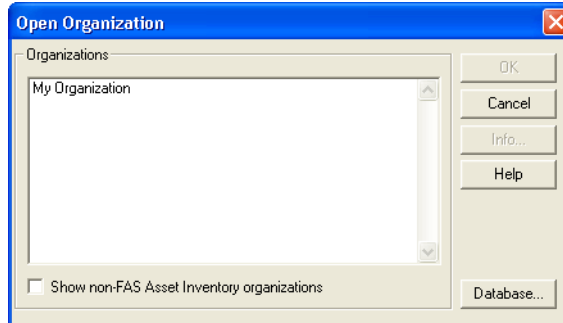 Open Organization
Organizations
My Organization
OK
Cancel
Info...
Help
Show non-FAS Asset Inventory organizations
Database...